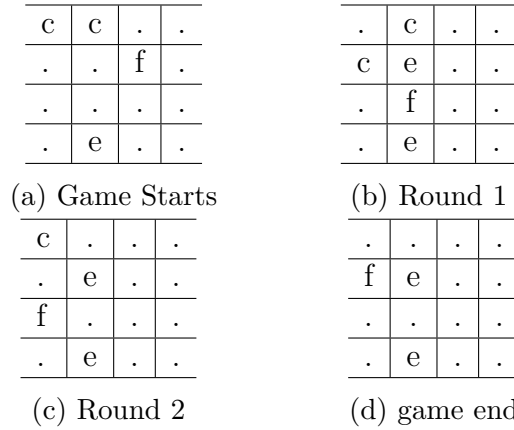 c c . .
. . f .
. . . .
. e . .
(a) Game Starts
. c . .
c e . .
. f . .
. e . .
(b) Round 1
c . . .
. e . .
f . . .
. e . .
(c) Round 2
. . . .
f e . .
. . . .
. e . .
(d) game end